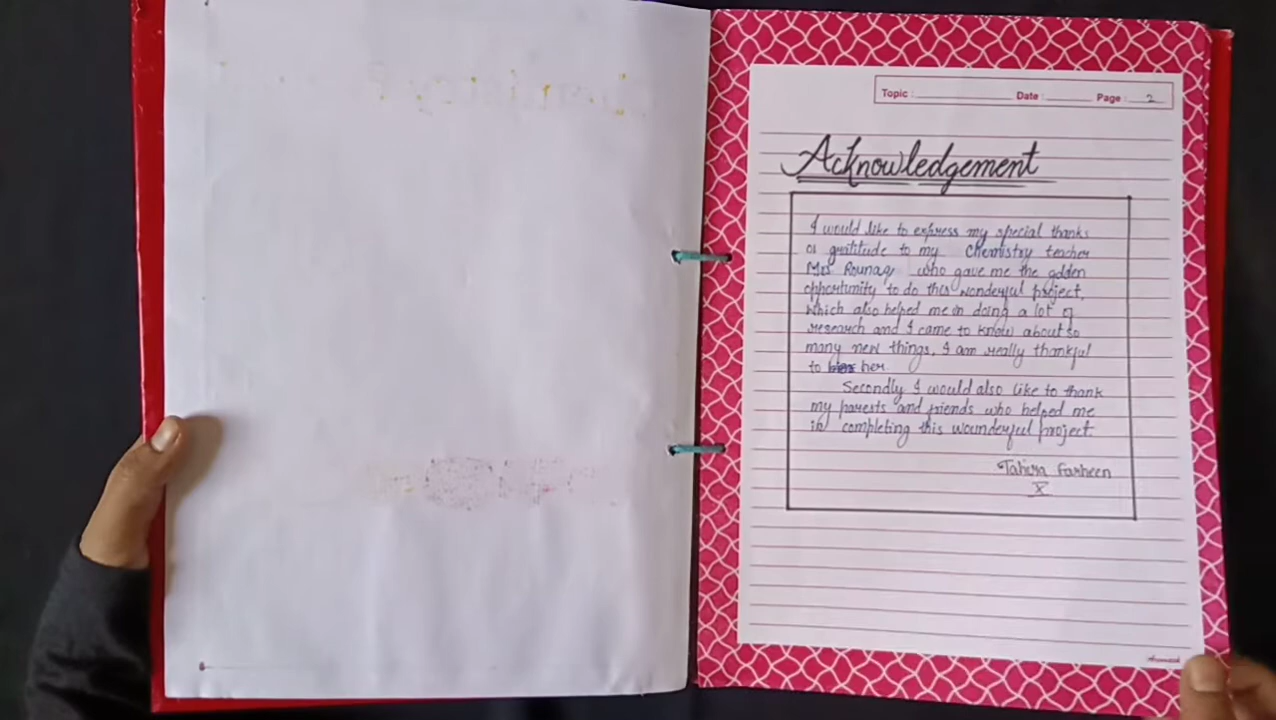 Topic : Date : Page : 2
Acknowledgement
I would like to express my special thanks
of gratitude to my Chemistry teacher
Mrs Rounaq who gave me the golden
opportunity to do this wonderful project,
which also helped me in doing a lot of
research and I came to know about so
many new things, I am really thankful
to her
Secondly I would also like to thank
my parests and friends who helped me
in completing this wounderful project.
Tahira Farheen
X